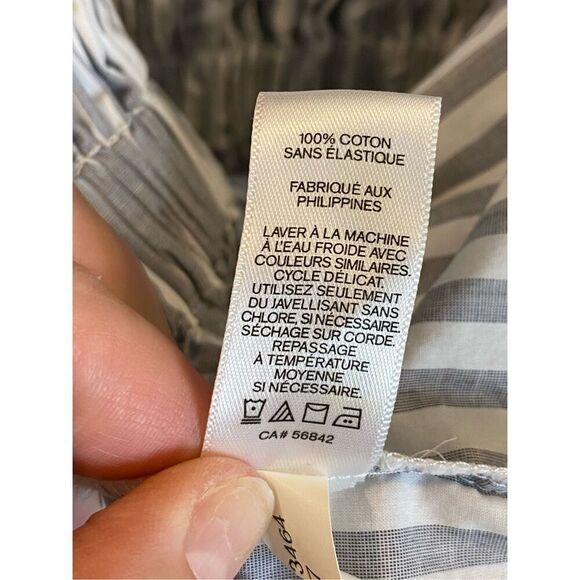 100% COTON
SANS ÉLASTIQUE
FABRIQUÉ AUX
PHILIPPINES
LAVER À LA MACHINE
À L'EAU FROIDE AVEC
COULEURS SIMILAIRES.
CYCLE DÉLICAT.
UTILISEZ SEULEMENT
DU JAVELLISANT SANS
CHLORE, SI NÉCESSAIRE.
SÉCHAGE SUR CORDE.
REPASSAGE
À TEMPÉRATURE
MOYENNE
SI NÉCESSAIRE.
CA# 56842
3464